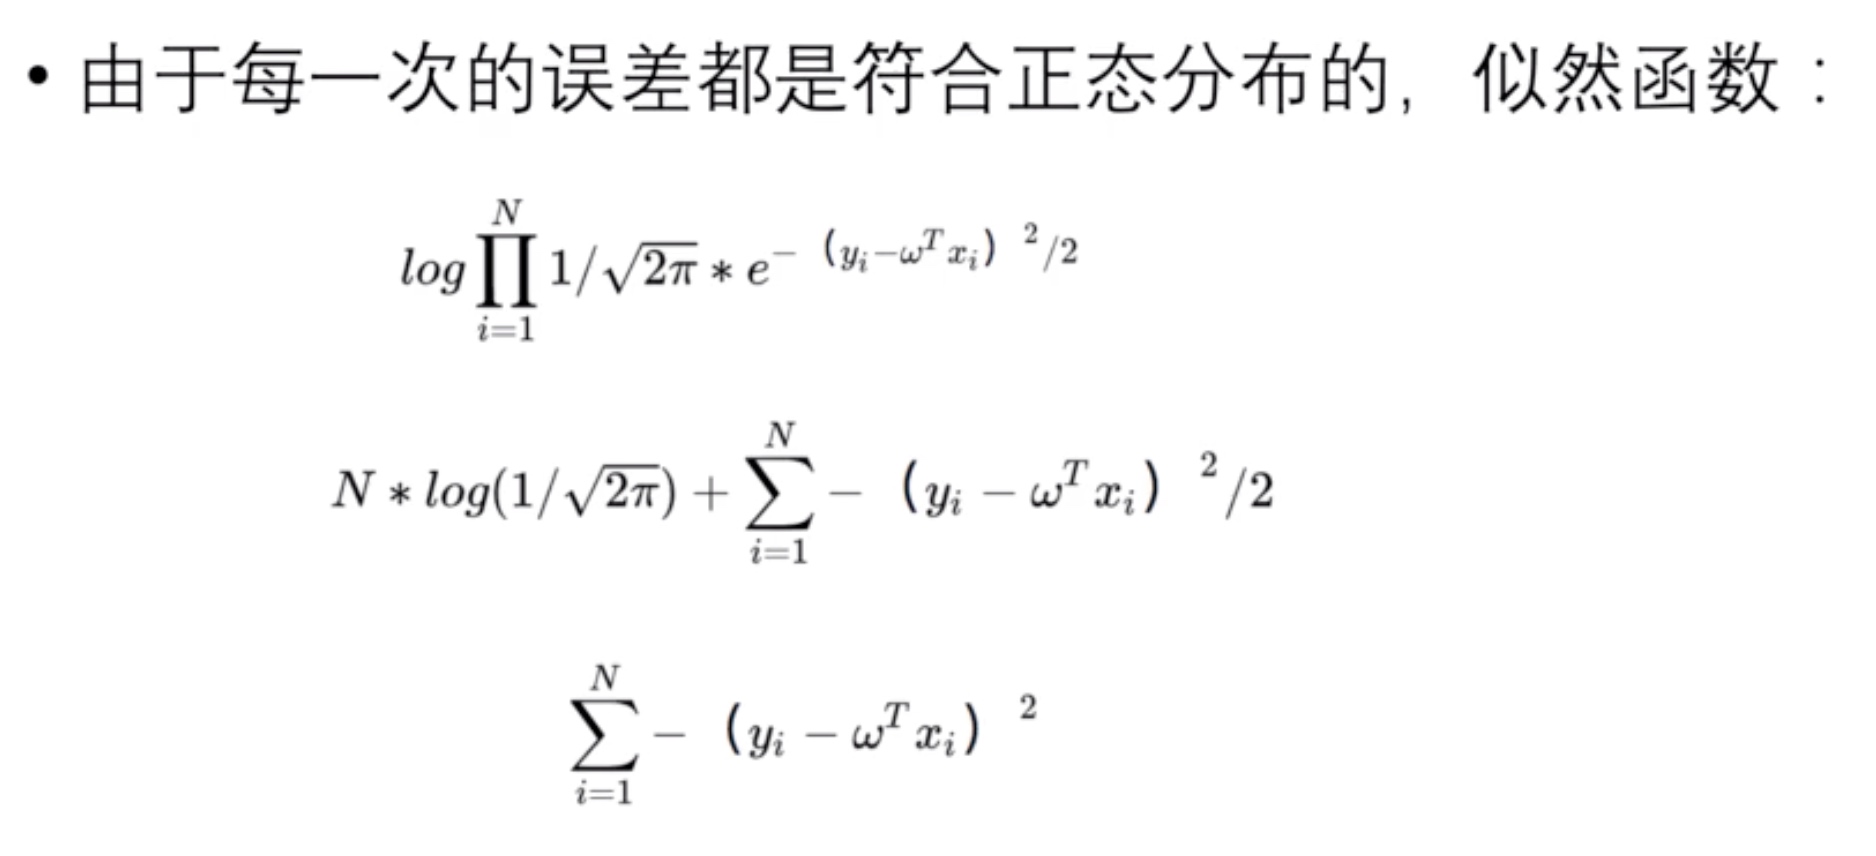 • 由于每一次的误差都是符合正态分布的，似然函数：
$log\prod_{i=1}^{N} 1/\sqrt{2\pi} * e^{-（y_i-\omega^T x_i）^2/2}$
$N * log(1/\sqrt{2\pi}) + \sum_{i=1}^{N} -（y_i - \omega^T x_i）^2/2$
$\sum_{i=1}^{N} -（y_i - \omega^T x_i）^2$